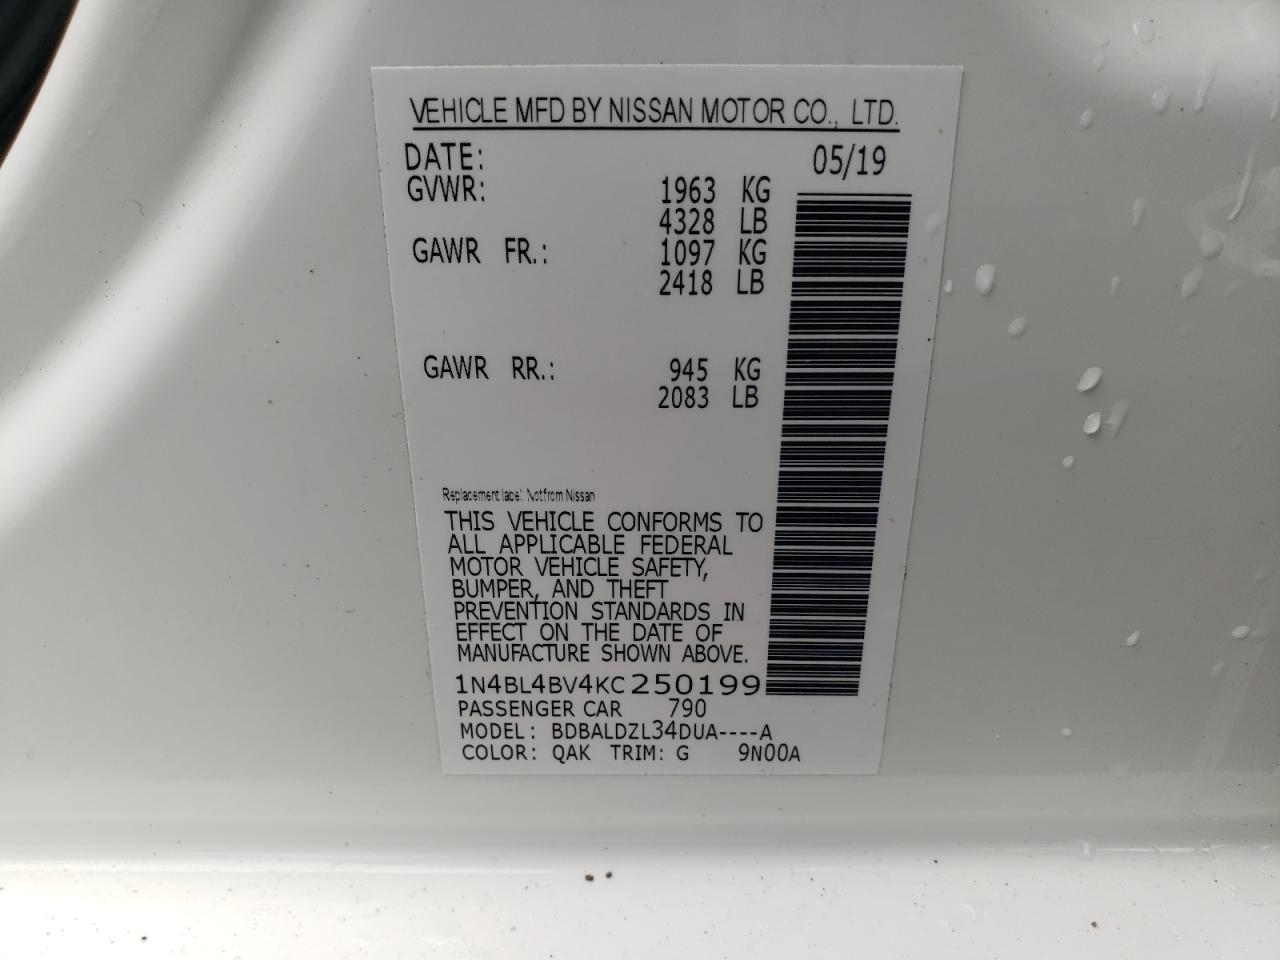 VEHICLE MFD BY NISSAN MOTOR CO., LTD.
DATE: 05/19
GVWR: 1963 KG
4328 LB
GAWR FR.: 1097 KG
2418 LB
GAWR RR.: 945 KG
2083 LB
Replacement label. Not from Nissan
THIS VEHICLE CONFORMS TO
ALL APPLICABLE FEDERAL
MOTOR VEHICLE SAFETY,
BUMPER, AND THEFT
PREVENTION STANDARDS IN
EFFECT ON THE DATE OF
MANUFACTURE SHOWN ABOVE.
1N4BL4BV4KC250199
PASSENGER CAR 790
MODEL: BDBALDZL34DUA----A
COLOR: QAK TRIM: G 9N00A